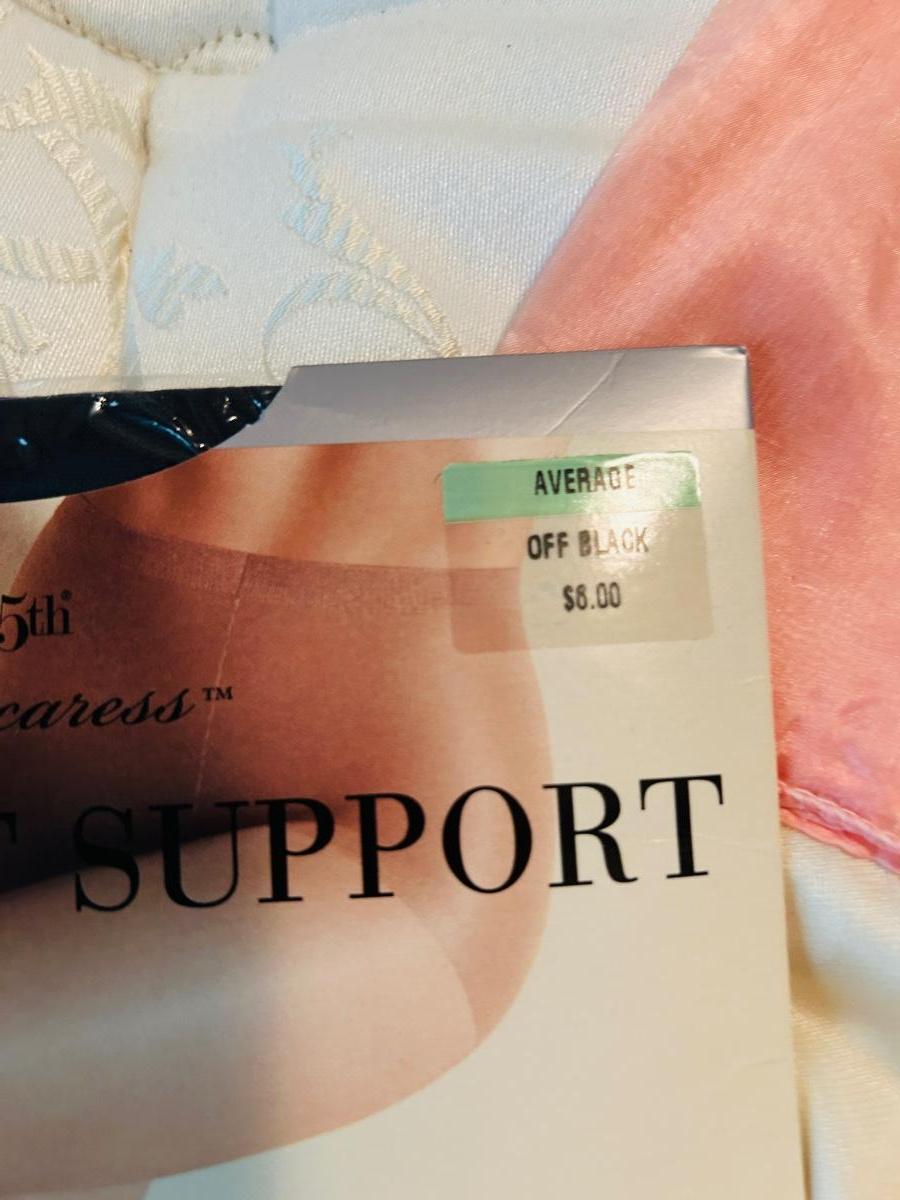 AVERAGE
OFF BLACK
$6.00
5th®
caress™
SUPPORT